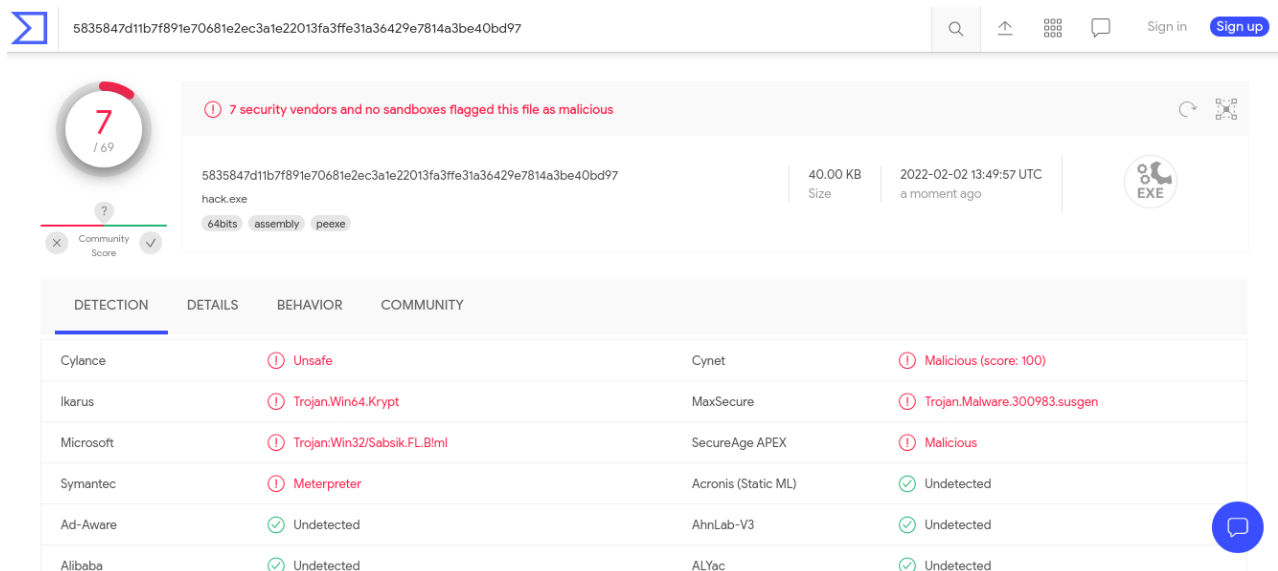 5835847d11b7f891e70681e2ec3a1e22013fa3ffe31a36429e7814a3be40bd97
Sign in
Sign up
7
/ 69
?
Community
Score
7 security vendors and no sandboxes flagged this file as malicious
5835847d11b7f891e70681e2ec3a1e22013fa3ffe31a36429e7814a3be40bd97
hack.exe
64bits
assembly
peexe
40.00 KB
Size
2022-02-02 13:49:57 UTC
a moment ago
EXE
DETECTION
DETAILS
BEHAVIOR
COMMUNITY
Cylance
Unsafe
Cynet
Malicious (score: 100)
Ikarus
Trojan.Win64.Krypt
MaxSecure
Trojan.Malware.300983.susgen
Microsoft
Trojan:Win32/Sabsik.FL.B!ml
SecureAge APEX
Malicious
Symantec
Meterpreter
Acronis (Static ML)
Undetected
Ad-Aware
Undetected
AhnLab-V3
Undetected
Alibaba
Undetected
ALYac
Undetected